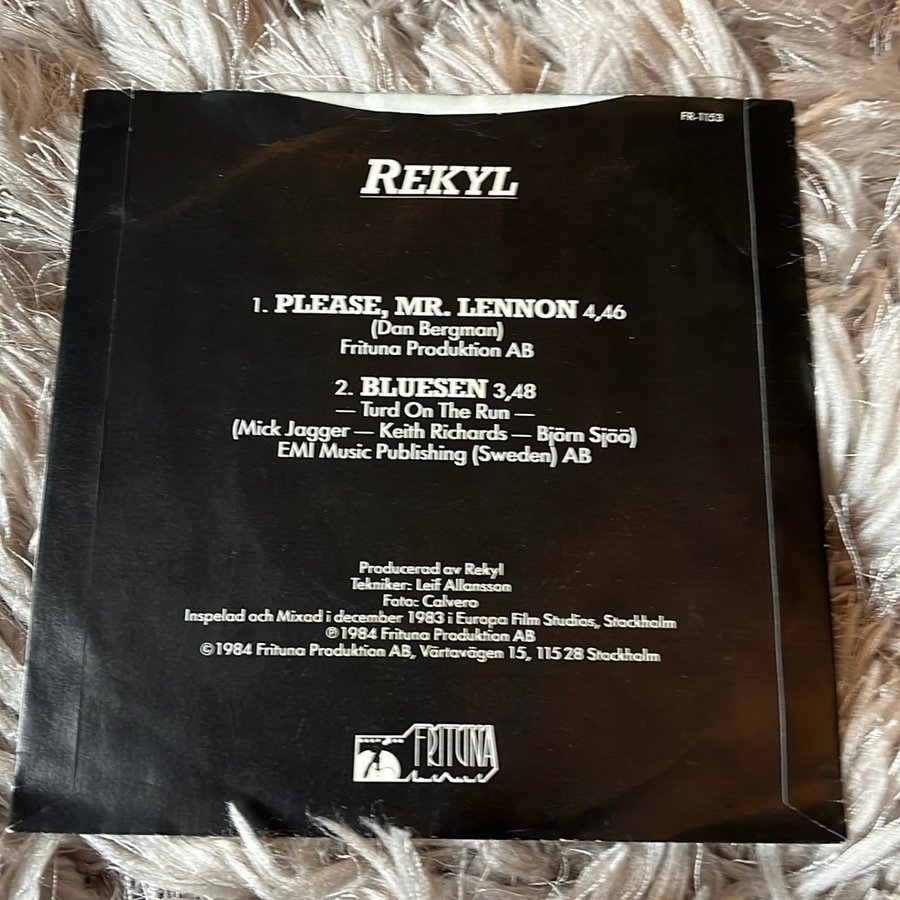 FR-1153
REKYL
1. PLEASE, MR. LENNON 4,46
(Dan Bergman)
Frituna Produktion AB
2. BLUESEN 3,48
— Turd On The Run —
(Mick Jagger — Keith Richards — Björn Sjöö)
EMI Music Publishing (Sweden) AB
Producerad av Rekyl
Tekniker: Leif Allansson
Foto: Calvero
Inspelad och Mixad i december 1983 i Europa Film Studios, Stockholm
℗ 1984 Frituna Produktion AB
© 1984 Frituna Produktion AB, Värtavägen 15, 115 28 Stockholm
FRITUNA